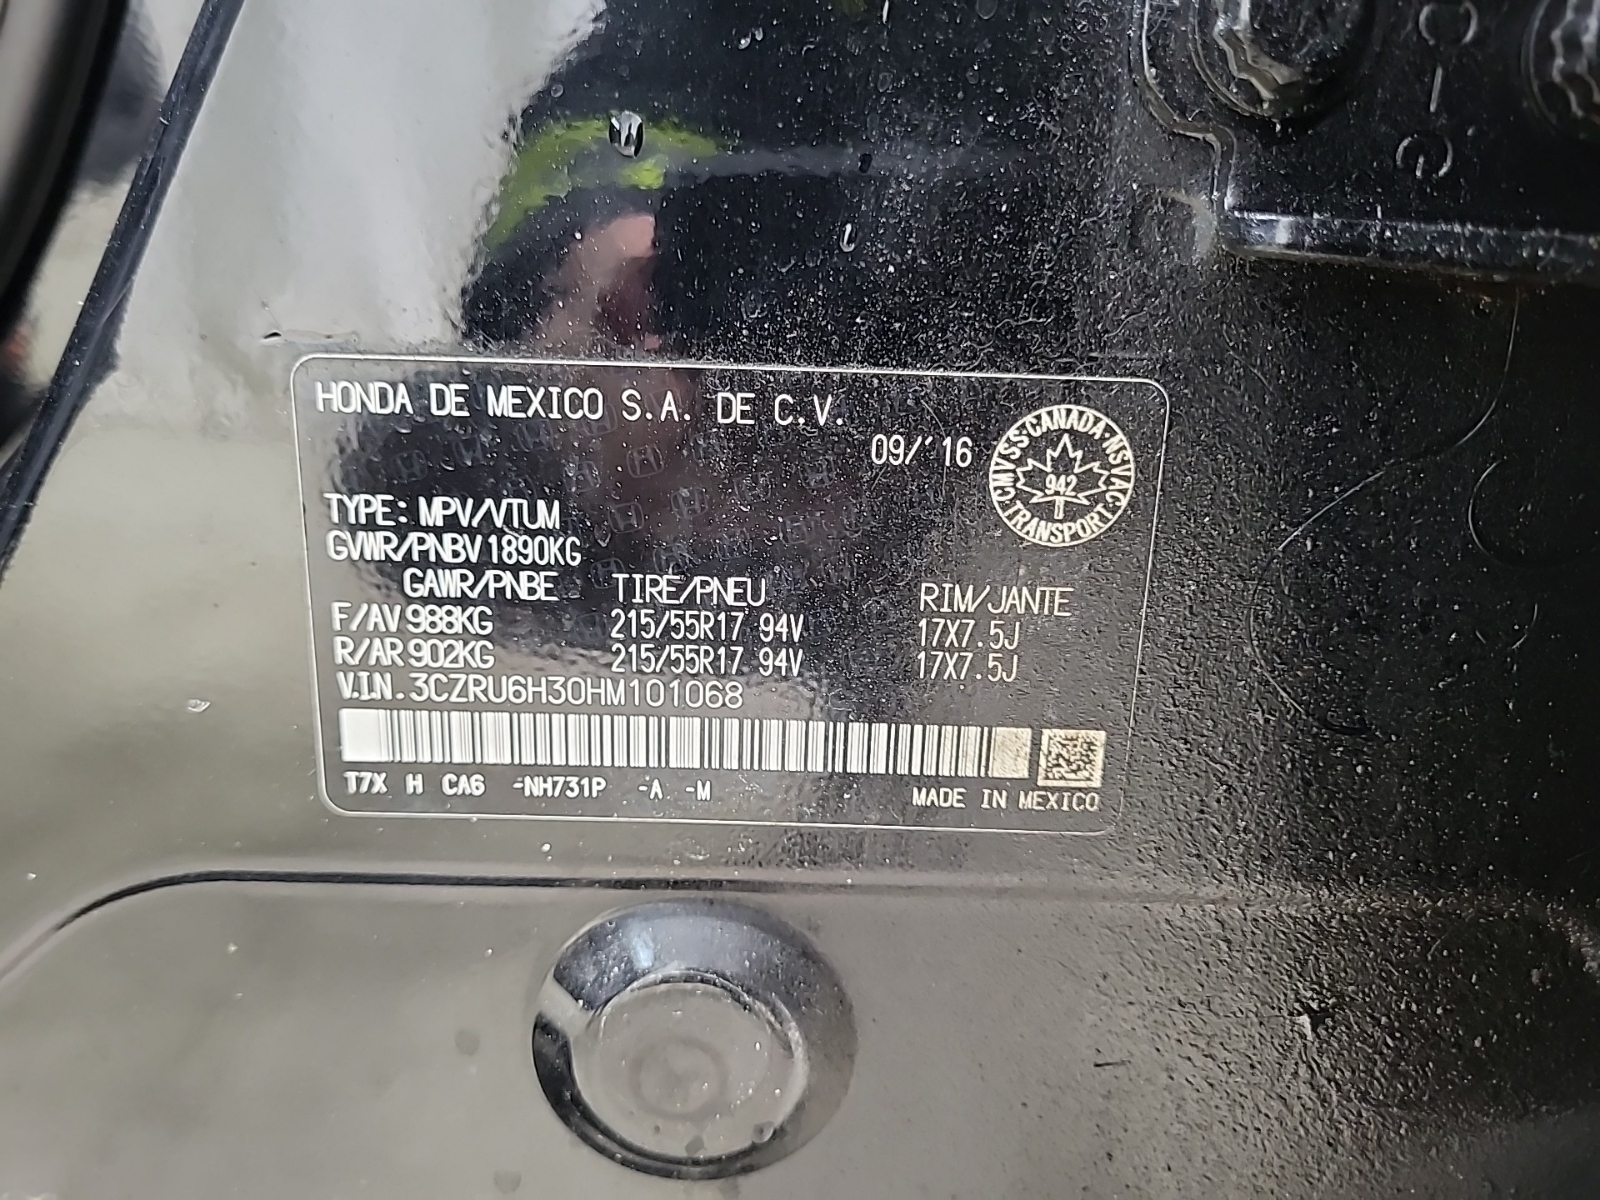 HONDA DE MEXICO S.A. DE C.V.
09/'16
CMVSS·CANADA·NSVAC·TRANSPORT·
942
TYPE: MPV/VTUM
GVWR/PNBV 1890KG
GAWR/PNBE TIRE/PNEU RIM/JANTE
F/AV 988KG 215/55R17 94V 17X7.5J
R/AR 902KG 215/55R17 94V 17X7.5J
V.I.N. 3CZRU6H30HM101068
T7X H CA6 -NH731P -A -M
MADE IN MEXICO